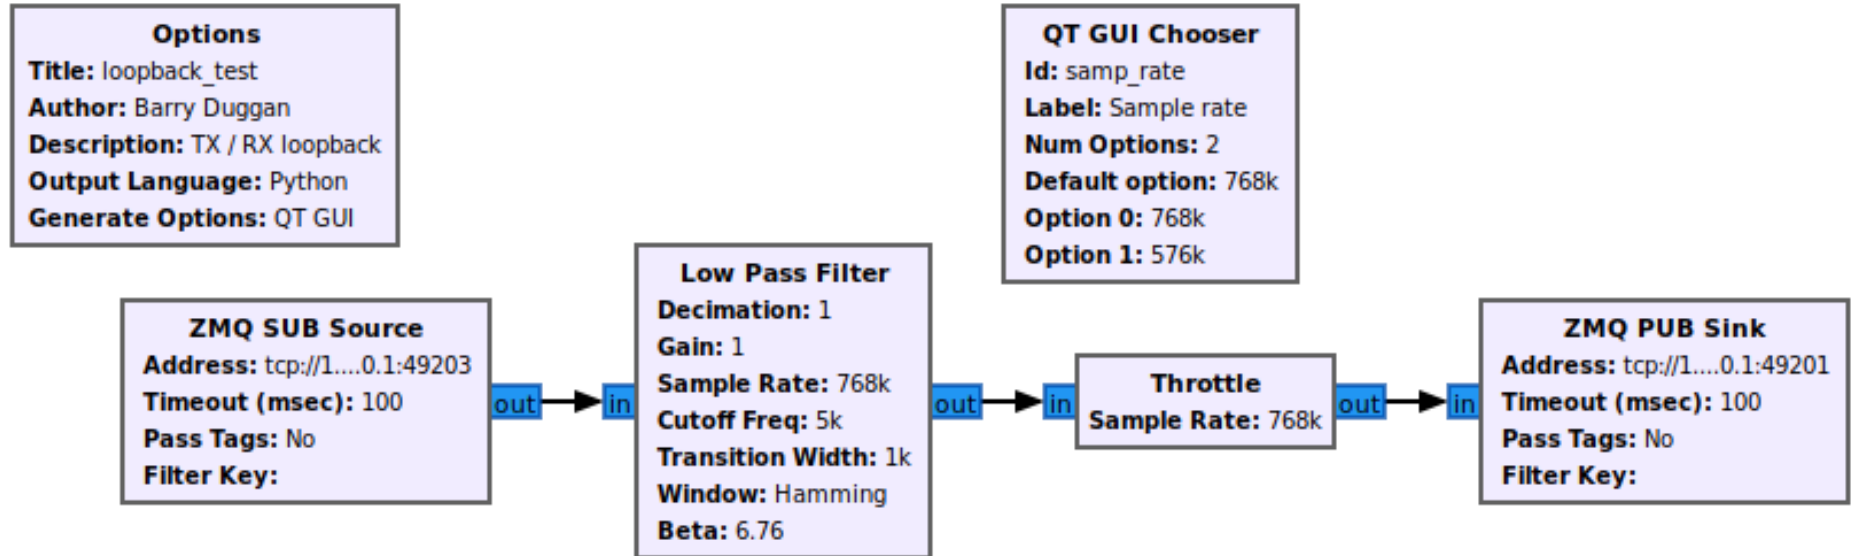 Options
Title: loopback_test
Author: Barry Duggan
Description: TX / RX loopback
Output Language: Python
Generate Options: QT GUI
QT GUI Chooser
Id: samp_rate
Label: Sample rate
Num Options: 2
Default option: 768k
Option 0: 768k
Option 1: 576k
ZMQ SUB Source
Address: tcp://1....0.1:49203
Timeout (msec): 100
Pass Tags: No
Filter Key:
out
in
Low Pass Filter
Decimation: 1
Gain: 1
Sample Rate: 768k
Cutoff Freq: 5k
Transition Width: 1k
Window: Hamming
Beta: 6.76
out
in
Throttle
Sample Rate: 768k
out
in
ZMQ PUB Sink
Address: tcp://1....0.1:49201
Timeout (msec): 100
Pass Tags: No
Filter Key: